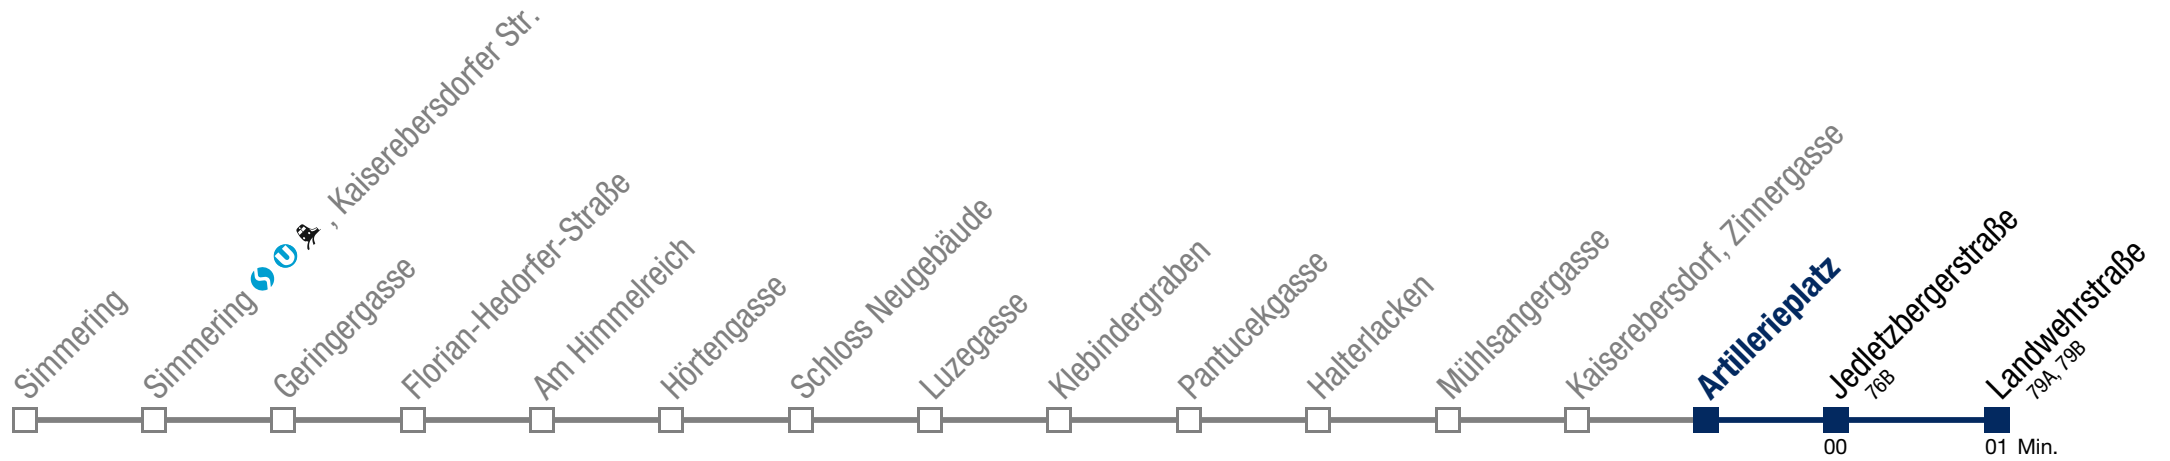 Simmering
Simmering S U , Kaiserebersdorfer Str.
Geringergasse
Florian-Hedorfer-Straße
Am Himmelreich
Hörtengasse
Schloss Neugebäude
Luzegasse
Klebindergraben
Pantucekgasse
Halterlacken
Mühlsangergasse
Kaiserebersdorf, Zinnergasse
Artillerieplatz
Jedletzbergerstraße
76B
Landwehrstraße
79A, 79B
00
01 Min.